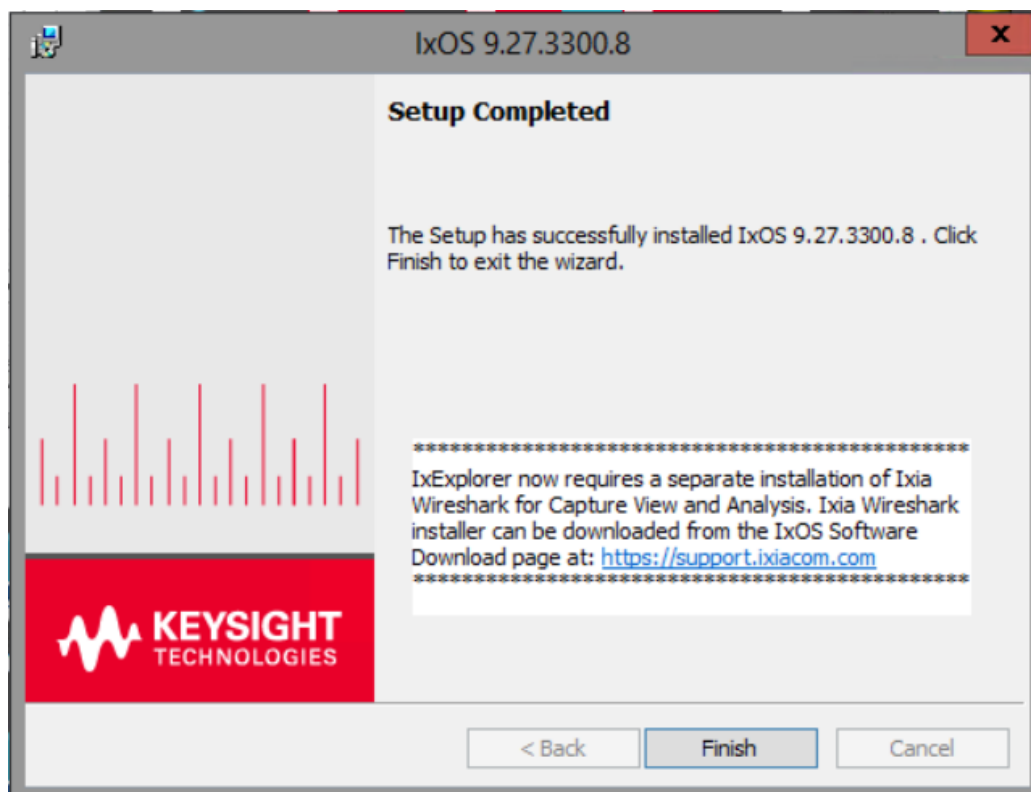 IxOS 9.27.3300.8
x
Setup Completed
The Setup has successfully installed IxOS 9.27.3300.8 . Click
Finish to exit the wizard.
**********************************************
IxExplorer now requires a separate installation of Ixia
Wireshark for Capture View and Analysis. Ixia Wireshark
installer can be downloaded from the IxOS Software
Download page at: https://support.ixiacom.com
**********************************************
KEYSIGHT
TECHNOLOGIES
< Back
Finish
Cancel